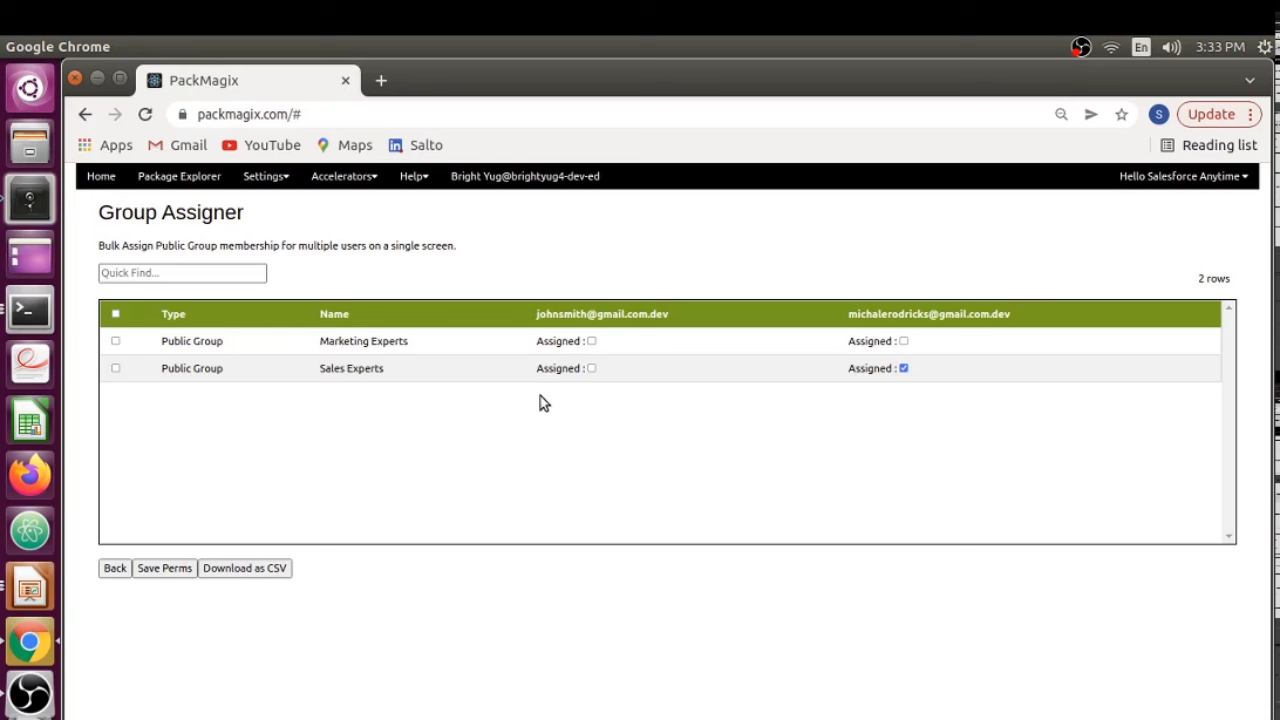 Google Chrome
En
3:33 PM
PackMagix
packmagix.com/#
S
Update
Apps
Gmail
YouTube
Maps
Salto
Reading list
Home
Package Explorer
Settings
Accelerators
Help
Bright Yug@brightyug4-dev-ed
Hello Salesforce Anytime
Group Assigner
Bulk Assign Public Group membership for multiple users on a single screen.
Quick Find...
2 rows
Type Name johnsmith@gmail.com.dev michalerodricks@gmail.com.dev
Public Group Marketing Experts Assigned : Assigned :
Public Group Sales Experts Assigned : Assigned :
Back
Save Perms
Download as CSV